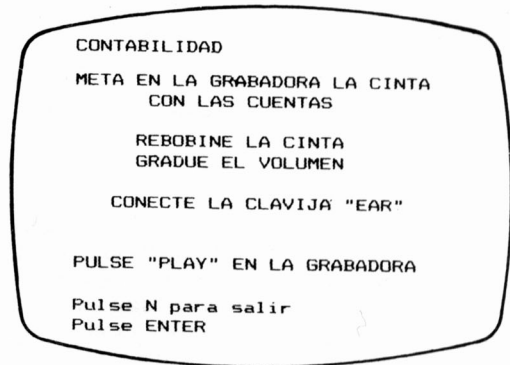 CONTABILIDAD
META EN LA GRABADORA LA CINTA
CON LAS CUENTAS
REBOBINE LA CINTA
GRADUE EL VOLUMEN
CONECTE LA CLAVIJA "EAR"
PULSE "PLAY" EN LA GRABADORA
Pulse N para salir
Pulse ENTER